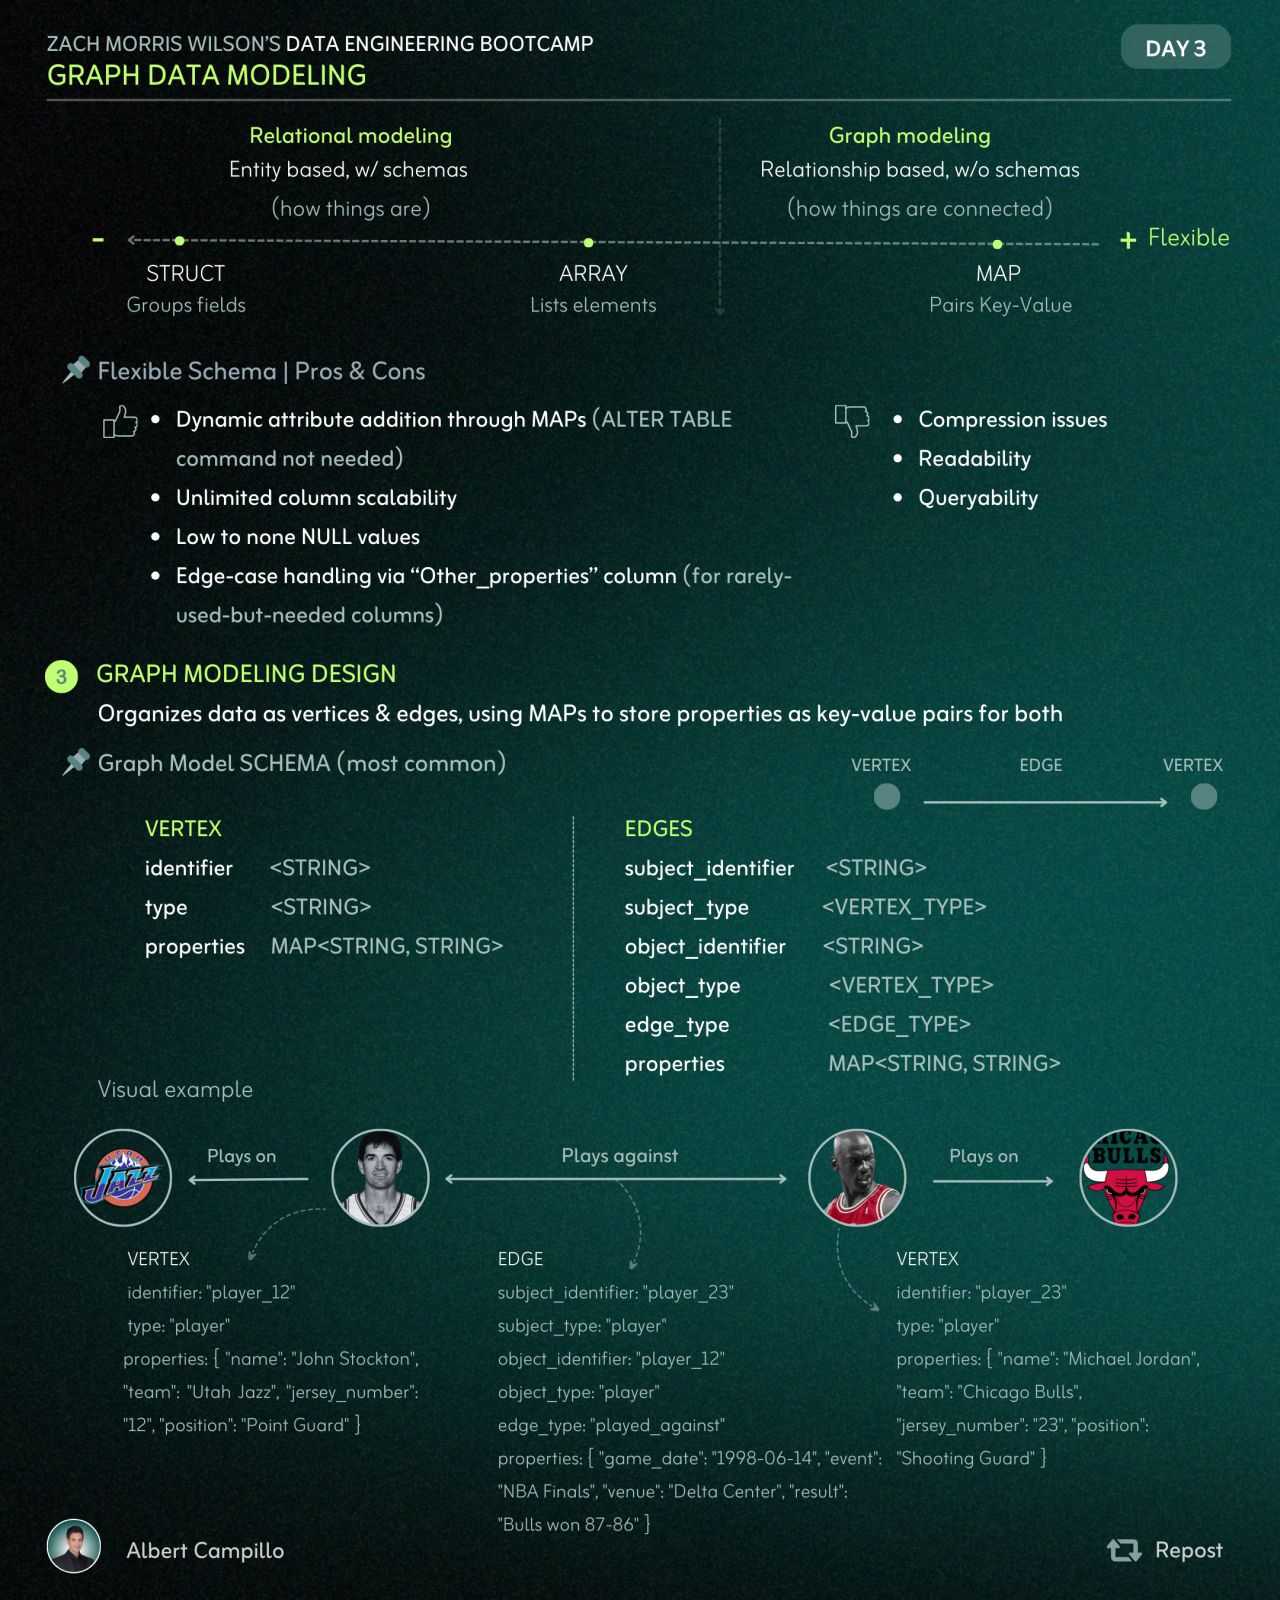 ZACH MORRIS WILSON'S DATA ENGINEERING BOOTCAMP
DAY 3
GRAPH DATA MODELING
Relational modeling
Entity based, w/ schemas
(how things are)
Graph modeling
Relationship based, w/o schemas
(how things are connected)
-
+ Flexible
STRUCT
Groups fields
ARRAY
Lists elements
MAP
Pairs Key-Value
Flexible Schema | Pros & Cons
• Dynamic attribute addition through MAPs (ALTER TABLE
command not needed)
• Unlimited column scalability
• Low to none NULL values
• Edge-case handling via “Other_properties” column (for rarely-
used-but-needed columns)
• Compression issues
• Readability
• Queryability
3 GRAPH MODELING DESIGN
Organizes data as vertices & edges, using MAPs to store properties as key-value pairs for both
Graph Model SCHEMA (most common)
VERTEX EDGE VERTEX
VERTEX
identifier <STRING>
type <STRING>
properties MAP<STRING, STRING>
EDGES
subject_identifier <STRING>
subject_type <VERTEX_TYPE>
object_identifier <STRING>
object_type <VERTEX_TYPE>
edge_type <EDGE_TYPE>
properties MAP<STRING, STRING>
Visual example
UTAH
JAZZ
Plays on
Plays against
Plays on
CHICAGO
BULLS
VERTEX
identifier: "player_12"
type: "player"
properties: { "name": "John Stockton",
"team": "Utah Jazz", "jersey_number":
"12", "position": "Point Guard" }
EDGE
subject_identifier: "player_23"
subject_type: "player"
object_identifier: "player_12"
object_type: "player"
edge_type: "played_against"
properties: { "game_date": "1998-06-14", "event":
"NBA Finals", "venue": "Delta Center", "result":
"Bulls won 87-86" }
VERTEX
identifier: "player_23"
type: "player"
properties: { "name": "Michael Jordan",
"team": "Chicago Bulls",
"jersey_number": "23", "position":
"Shooting Guard" }
Albert Campillo
Repost